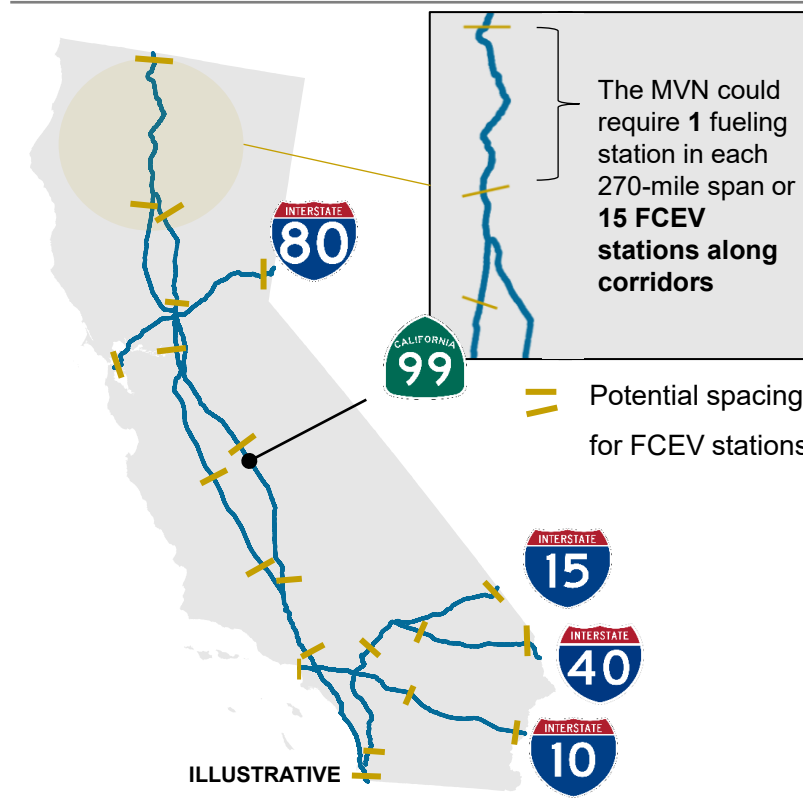 The MVN could
require 1 fueling
station in each
270-mile span or
15 FCEV
stations along
corridors
INTERSTATE
80
CALIFORNIA
99
Potential spacing
for FCEV stations
INTERSTATE
15
INTERSTATE
40
INTERSTATE
10
ILLUSTRATIVE